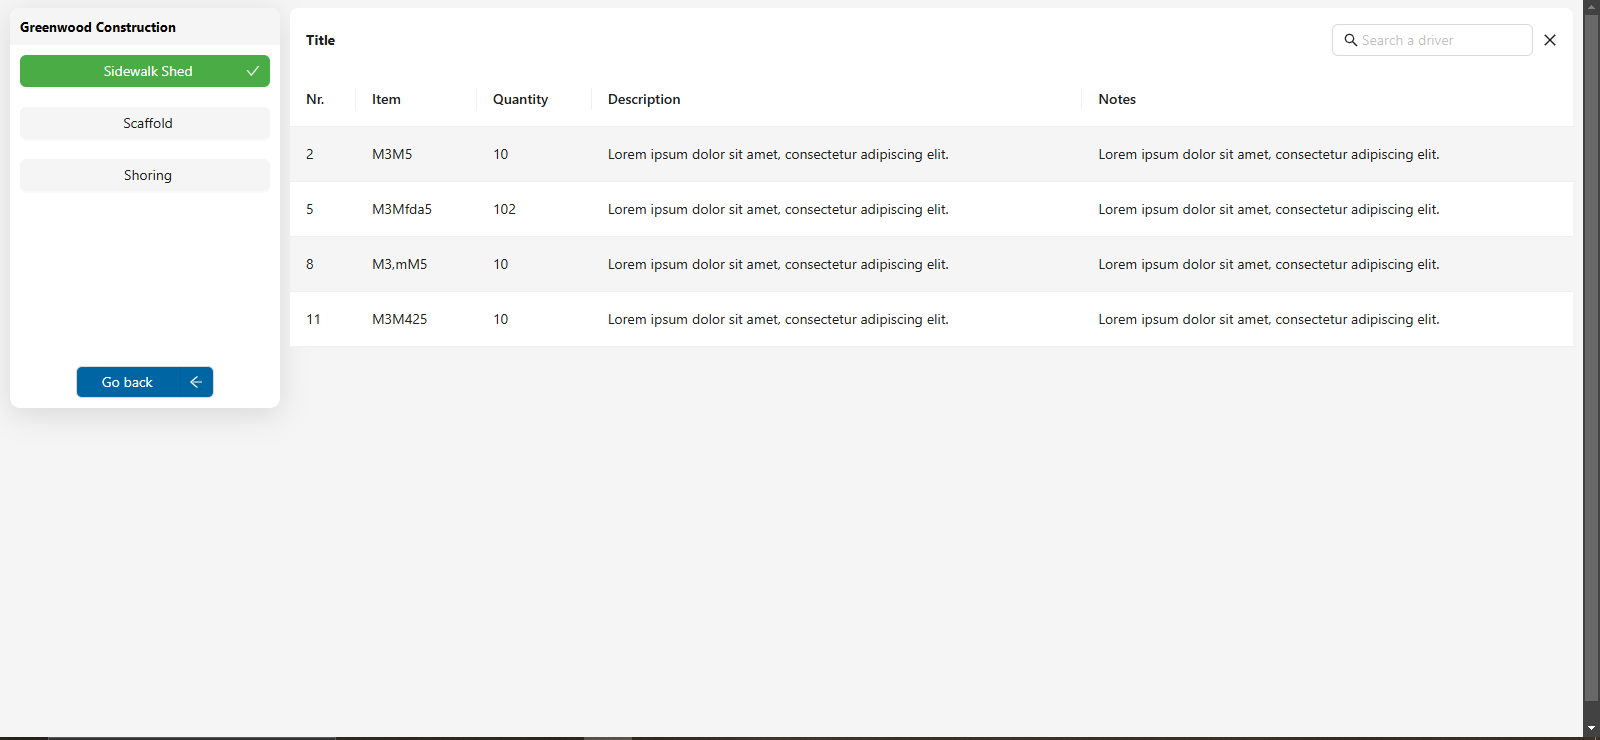 Greenwood Construction
Sidewalk Shed
Scaffold
Shoring
Go back
Title
Search a driver
Nr. Item Quantity Description Notes
2 M3M5 10 Lorem ipsum dolor sit amet, consectetur adipiscing elit. Lorem ipsum dolor sit amet, consectetur adipiscing elit.
5 M3Mfda5 102 Lorem ipsum dolor sit amet, consectetur adipiscing elit. Lorem ipsum dolor sit amet, consectetur adipiscing elit.
8 M3,mM5 10 Lorem ipsum dolor sit amet, consectetur adipiscing elit. Lorem ipsum dolor sit amet, consectetur adipiscing elit.
11 M3M425 10 Lorem ipsum dolor sit amet, consectetur adipiscing elit. Lorem ipsum dolor sit amet, consectetur adipiscing elit.